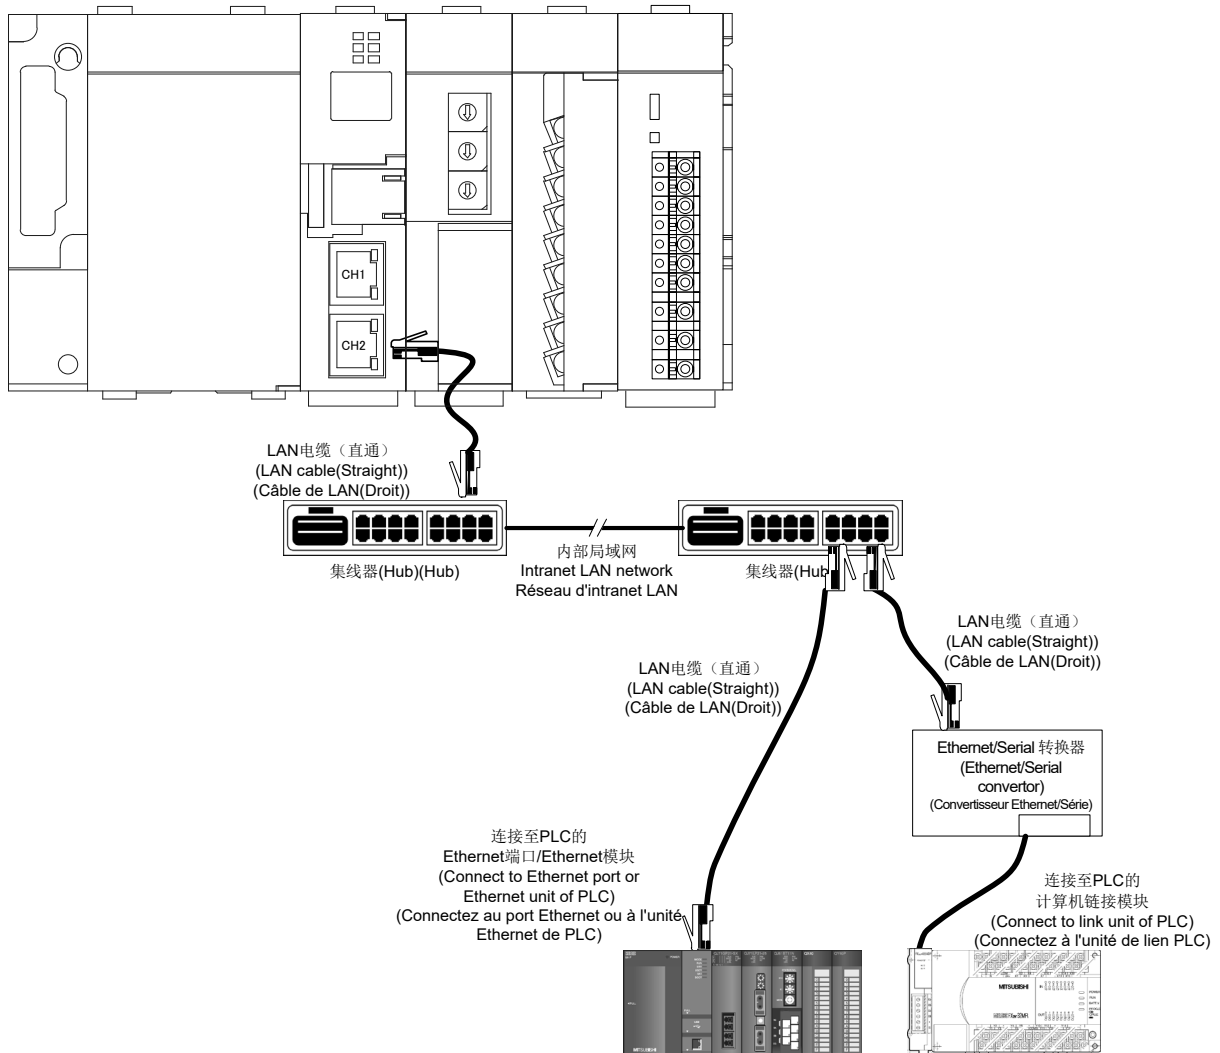 CH1
CH2
LAN电缆（直通）
(LAN cable(Straight))
(Câble de LAN(Droit))
集线器(Hub)(Hub)
内部局域网
Intranet LAN network
Réseau d'intranet LAN
集线器(Hub
LAN电缆（直通）
(LAN cable(Straight))
(Câble de LAN(Droit))
LAN电缆（直通）
(LAN cable(Straight))
(Câble de LAN(Droit))
Ethernet/Serial 转换器
(Ethernet/Serial
convertor)
(Convertisseur Ethernet/Série)
连接至PLC的
Ethernet端口/Ethernet模块
(Connect to Ethernet port or
Ethernet unit of PLC)
(Connectez au port Ethernet ou à l'unité
Ethernet de PLC)
连接至PLC的
计算机链接模块
(Connect to link unit of PLC)
(Connectez à l'unité de lien PLC)
MITSUBISHI
MITSUBISHI